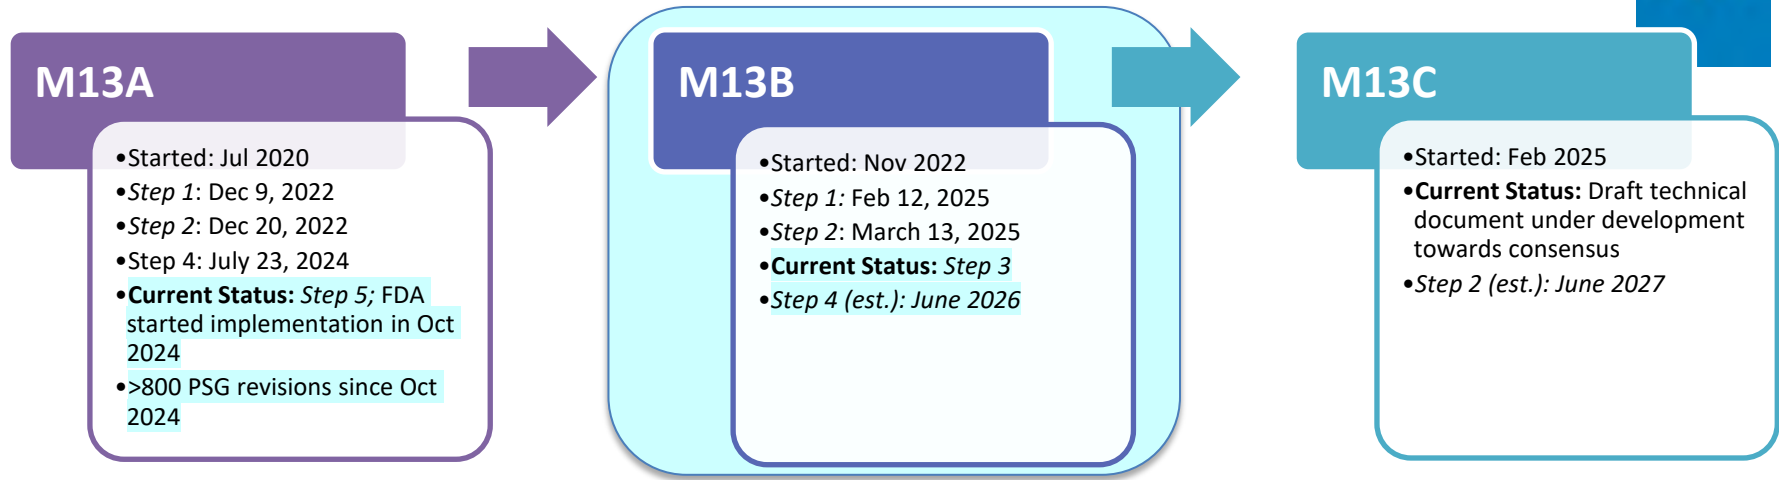 M13A
•Started: Jul 2020
•Step 1: Dec 9, 2022
•Step 2: Dec 20, 2022
•Step 4: July 23, 2024
•Current Status: Step 5; FDA
started implementation in Oct
2024
•>800 PSG revisions since Oct
2024
M13B
•Started: Nov 2022
•Step 1: Feb 12, 2025
•Step 2: March 13, 2025
•Current Status: Step 3
•Step 4 (est.): June 2026
M13C
•Started: Feb 2025
•Current Status: Draft technical
document under development
towards consensus
•Step 2 (est.): June 2027